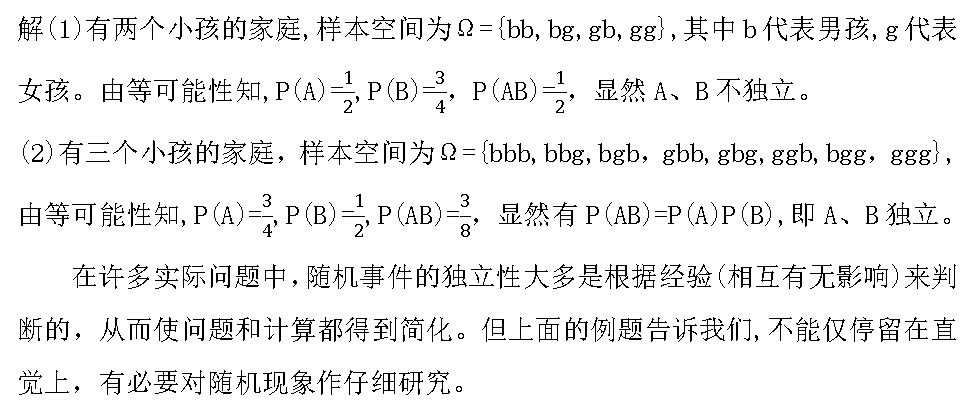 解(1)有两个小孩的家庭,样本空间为Ω={bb,bg,gb,gg},其中b代表男孩,g代表
女孩。由等可能性知,P(A)=1/2,P(B)=3/4，P(AB)=1/2，显然A、B不独立。
(2)有三个小孩的家庭，样本空间为Ω={bbb,bbg,bgb，gbb,gbg,ggb,bgg，ggg},
由等可能性知,P(A)=3/4,P(B)=1/2,P(AB)=3/8，显然有P(AB)=P(A)P(B),即A、B独立。
在许多实际问题中,随机事件的独立性大多是根据经验(相互有无影响)来判
断的，从而使问题和计算都得到简化。但上面的例题告诉我们,不能仅停留在直
觉上，有必要对随机现象作仔细研究。